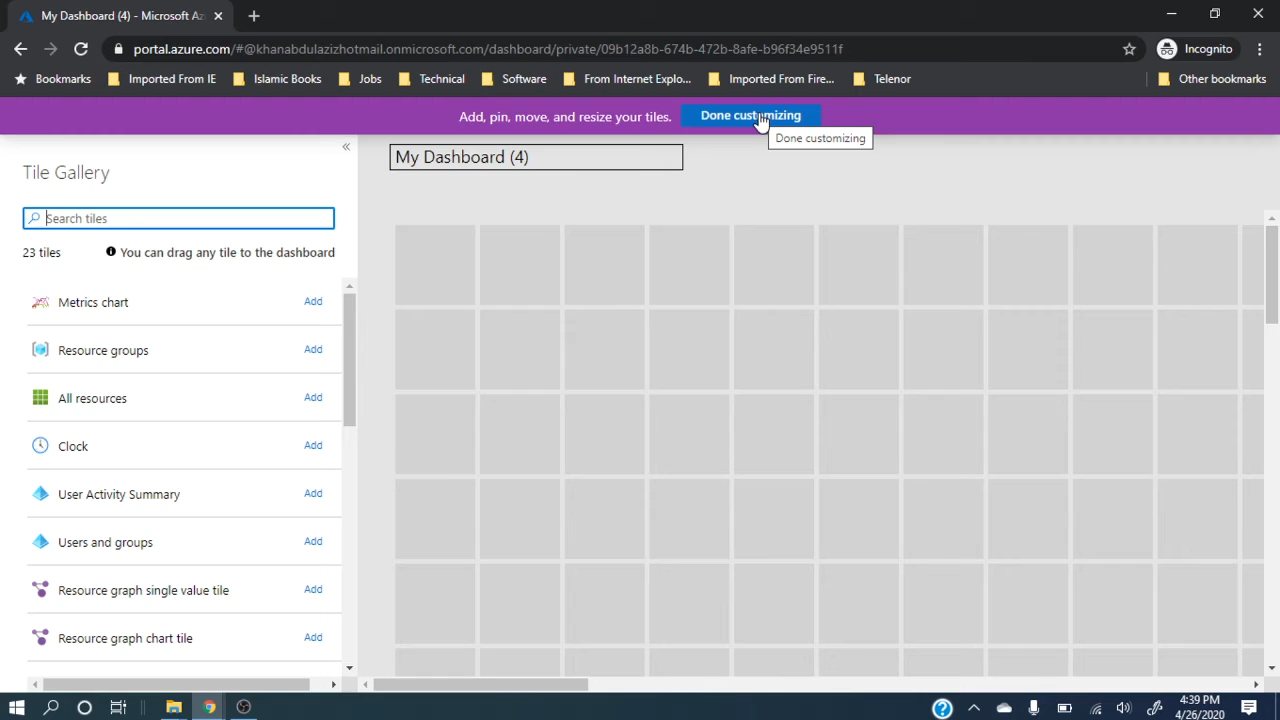 My Dashboard (4) - Microsoft Az
portal.azure.com/#@khanabdulazizhotmail.onmicrosoft.com/dashboard/private/09b12a8b-674b-472b-8afe-b96f34e9511f
Incognito
Bookmarks
Imported From IE
Islamic Books
Jobs
Technical
Software
From Internet Explo...
Imported From Fire...
Telenor
Other bookmarks
Add, pin, move, and resize your tiles.
Done customizing
Done customizing
My Dashboard (4)
Tile Gallery
Search tiles
23 tiles
You can drag any tile to the dashboard
Metrics chart Add
Resource groups Add
All resources Add
Clock Add
User Activity Summary Add
Users and groups Add
Resource graph single value tile Add
Resource graph chart tile Add
4:39 PM
4/26/2020